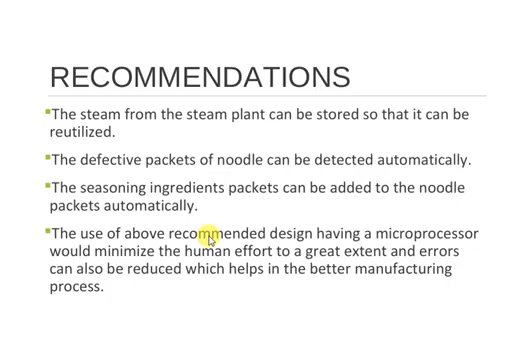 RECOMMENDATIONS
The steam from the steam plant can be stored so that it can be
reutilized.
The defective packets of noodle can be detected automatically.
The seasoning ingredients packets can be added to the noodle
packets automatically.
The use of above recommended design having a microprocessor
would minimize the human effort to a great extent and errors
can also be reduced which helps in the better manufacturing
process.